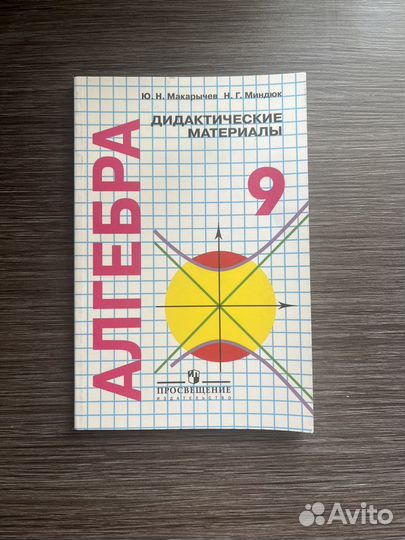 Ю. Н. Макарычев Н. Г. Миндюк
ДИДАКТИЧЕСКИЕ
МАТЕРИАЛЫ
9
АЛГЕБРА
ПРОСВЕЩЕНИЕ
ИЗДАТЕЛЬСТВО
Avito